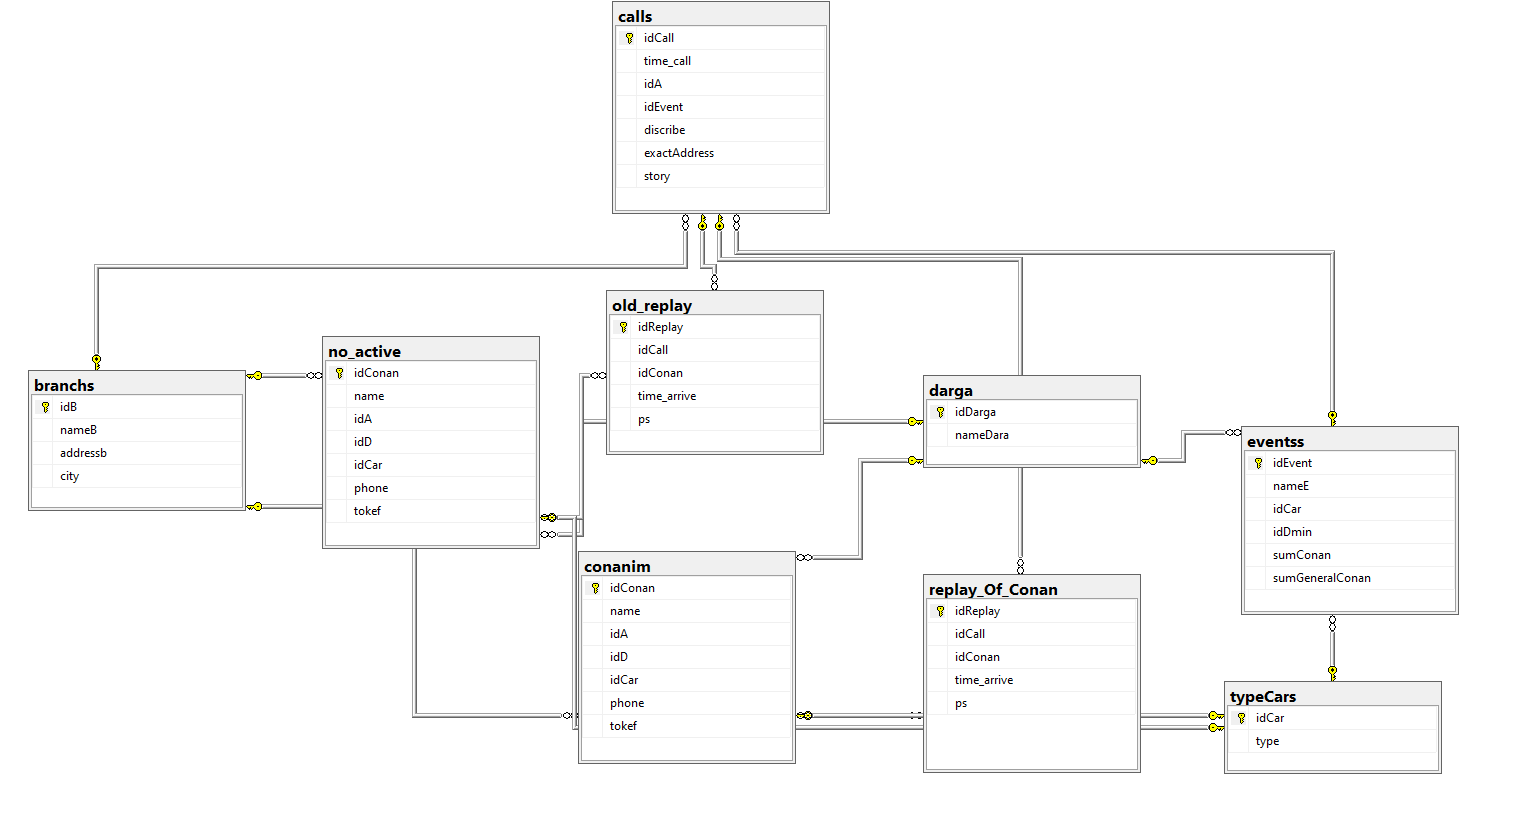 calls
idCall
time_call
idA
idEvent
discribe
exactAddress
story
old_replay
idReplay
idCall
idConan
time_arrive
ps
no_active
idConan
name
idA
idD
idCar
phone
tokef
branchs
idB
nameB
addressb
city
darga
idDarga
nameDara
eventss
idEvent
nameE
idCar
idDmin
sumConan
sumGeneralConan
conanim
idConan
name
idA
idD
idCar
phone
tokef
replay_Of_Conan
idReplay
idCall
idConan
time_arrive
ps
typeCars
idCar
type